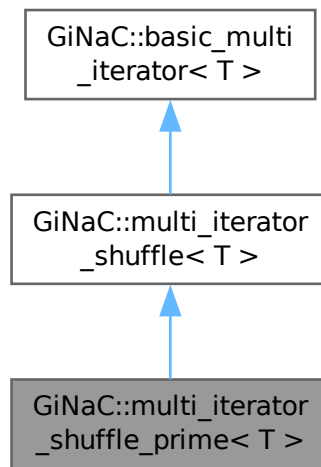 GiNaC::basic_multi
_iterator< T >
GiNaC::multi_iterator
_shuffle< T >
GiNaC::multi_iterator
_shuffle_prime< T >